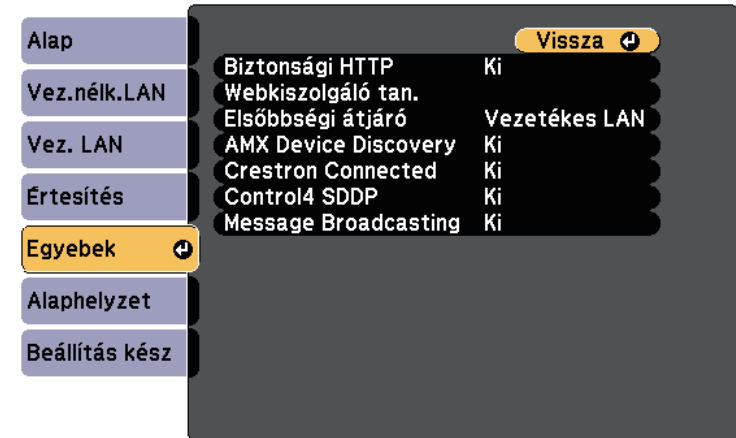 Alap
Vez.nélk.LAN
Vez. LAN
Értesítés
Egyebek
Alaphelyzet
Beállítás kész
Vissza
Biztonsági HTTP Ki
Webkiszolgáló tan.
Elsőbbségi átjáró Vezetékes LAN
AMX Device Discovery Ki
Crestron Connected Ki
Control4 SDDP Ki
Message Broadcasting Ki